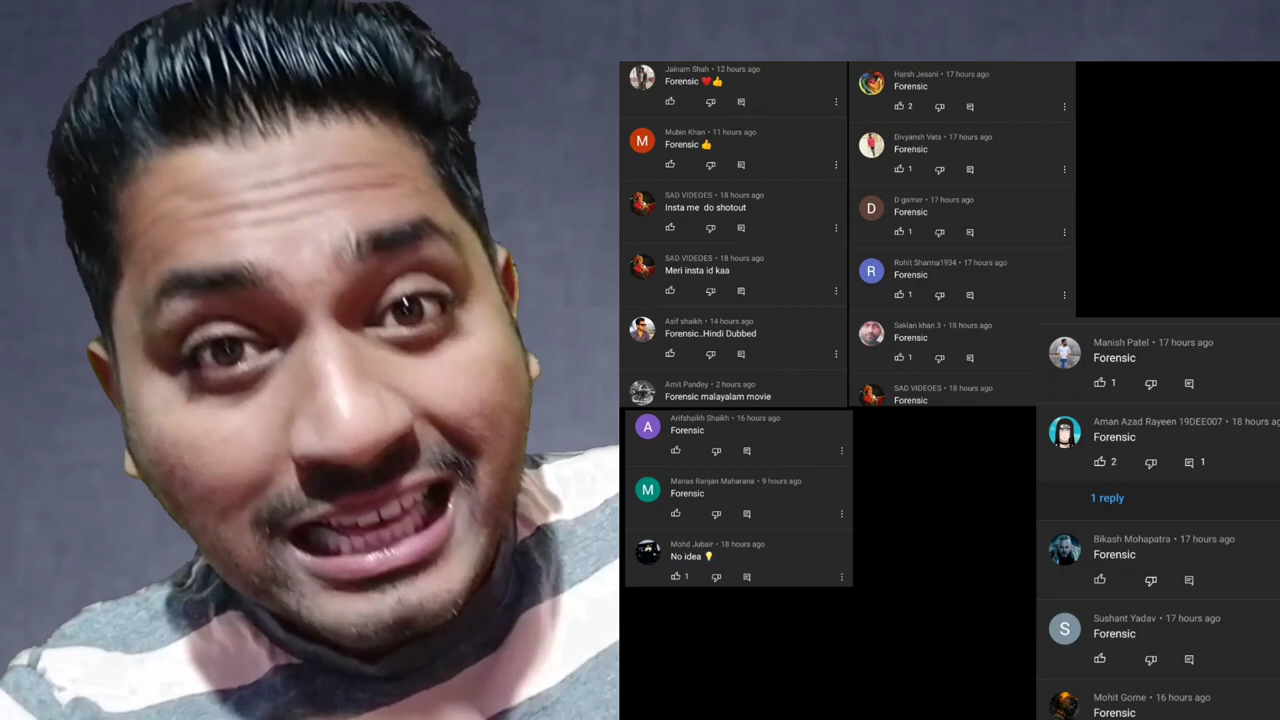 Jainam Shah • 12 hours ago
Forensic ❤️👍
M
Mubin Khan • 11 hours ago
Forensic 👍
SAD VIDEOES • 18 hours ago
Insta me do shotout
SAD VIDEOES • 18 hours ago
Meri insta id kaa
Asif shaikh • 14 hours ago
Forensic..Hindi Dubbed
Amit Pandey • 2 hours ago
Forensic malayalam movie
Harsh Jesani • 17 hours ago
Forensic
2
Divyansh Vats • 17 hours ago
Forensic
1
D
D gamer • 17 hours ago
Forensic
1
R
Rohit Sharma1934 • 17 hours ago
Forensic
1
Saklan khan 3 • 18 hours ago
Forensic
1
SAD VIDEOES • 18 hours ago
Forensic
A
Arifshaikh Shaikh • 16 hours ago
Forensic
M
Manas Ranjan Maharana • 9 hours ago
Forensic
Mohd Jubair • 18 hours ago
No idea 💡
1
Manish Patel • 17 hours ago
Forensic
1
Aman Azad Rayeen 19DEE007 • 18 hours ag
Forensic
2 1
1 reply
Bikash Mohapatra • 17 hours ago
Forensic
S
Sushant Yadav • 17 hours ago
Forensic
Mohit Gome • 16 hours ago
Forensic